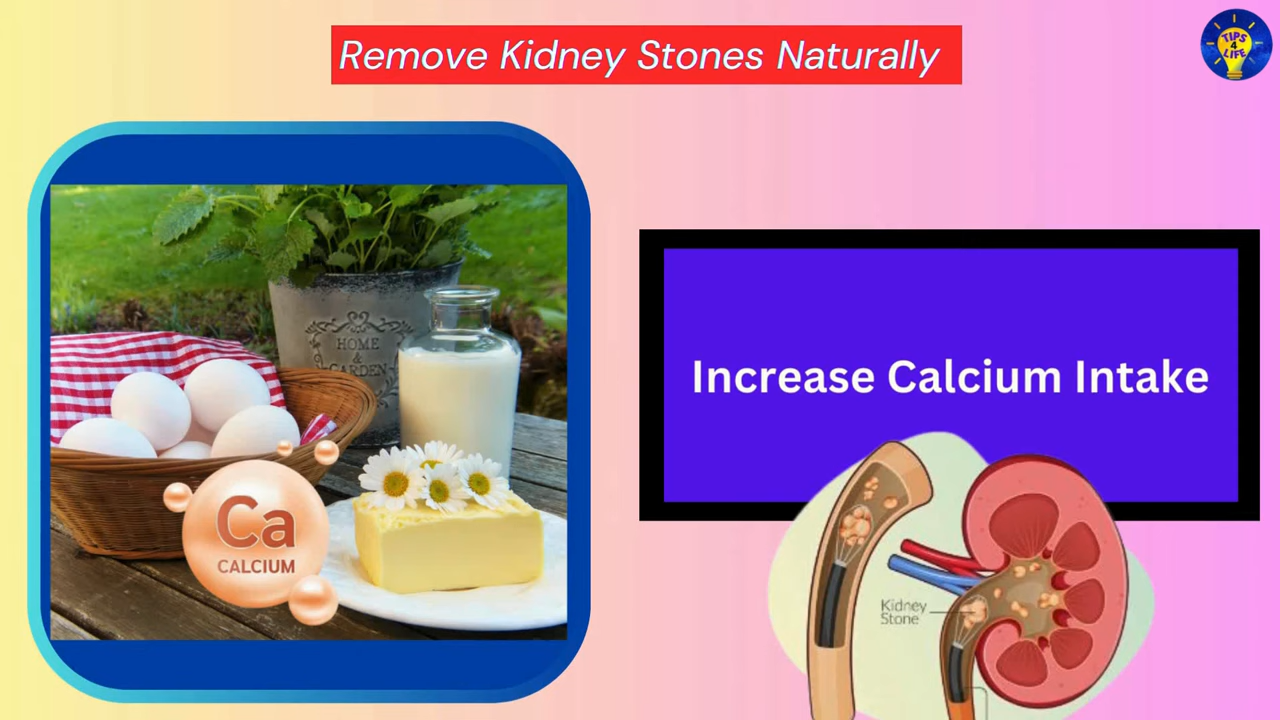 Remove Kidney Stones Naturally
TIPS
4
LIFE
HOME
&
GARDEN
Increase Calcium Intake
Ca
CALCIUM
Kidney
Stone